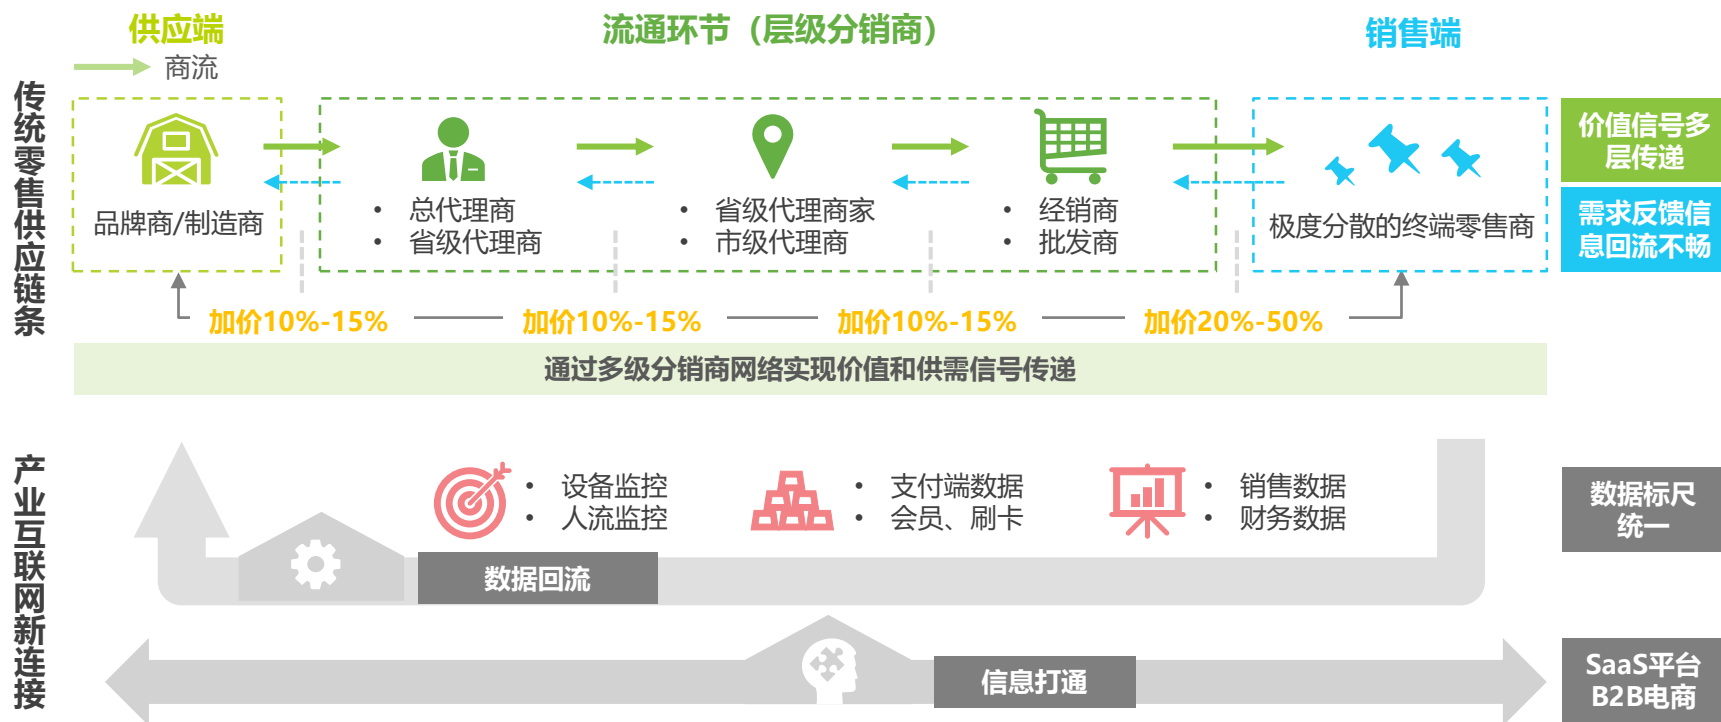 供应端
流通环节（层级分销商）
销售端
商流
传统零售供应链条
品牌商/制造商
• 总代理商
• 省级代理商
• 省级代理商家
• 市级代理商
• 经销商
• 批发商
极度分散的终端零售商
价值信号多
层传递
需求反馈信
息回流不畅
加价10%-15%
加价10%-15%
加价10%-15%
加价20%-50%
通过多级分销商网络实现价值和供需信号传递
产业互联网新连接
• 设备监控
• 人流监控
• 支付端数据
• 会员、刷卡
• 销售数据
• 财务数据
数据标尺
统一
数据回流
信息打通
SaaS平台
B2B电商